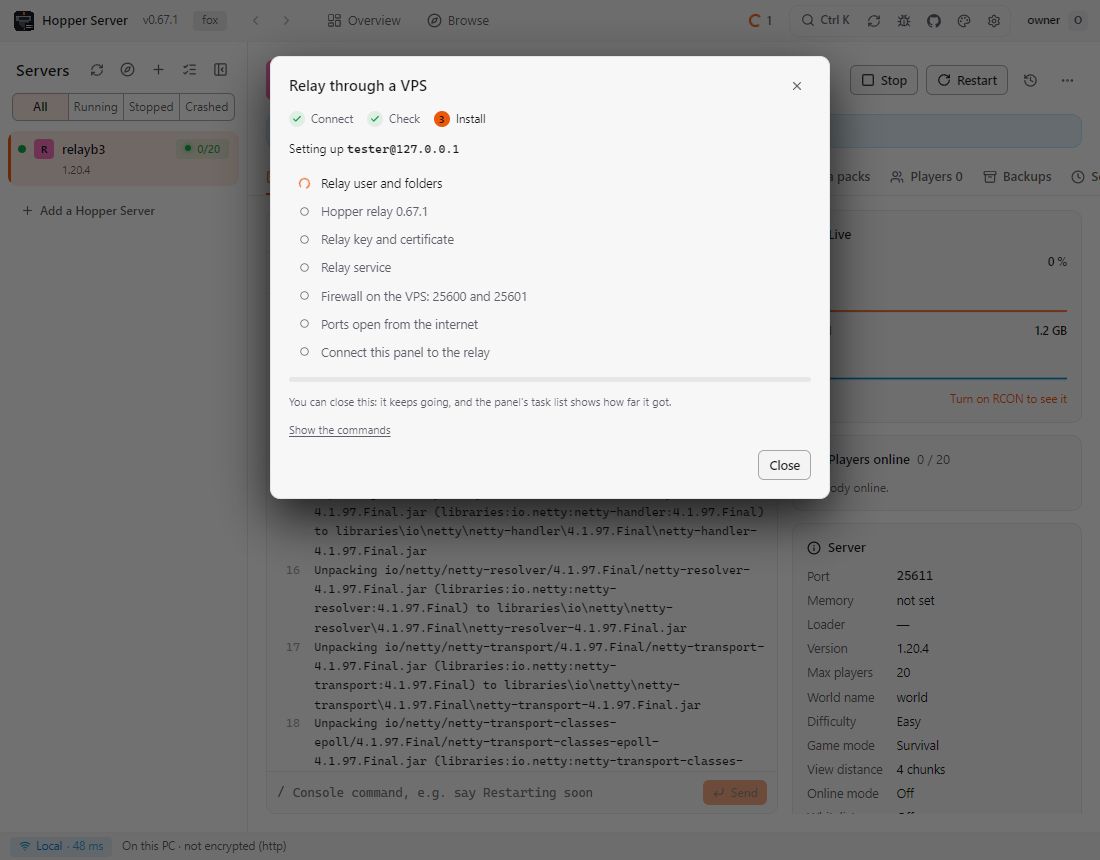 Hopper Server v0.67.1 fox Overview Browse 1 Ctrl K owner O
Servers
All Running Stopped Crashed
R relayb3 0/20
1.20.4
+ Add a Hopper Server
Stop Restart
packs Players 0 Backups
Relay through a VPS
Connect Check 3 Install
Setting up tester@127.0.0.1
Relay user and folders
Hopper relay 0.67.1
Relay key and certificate
Relay service
Firewall on the VPS: 25600 and 25601
Ports open from the internet
Connect this panel to the relay
You can close this: it keeps going, and the panel's task list shows how far it got.
Show the commands
Close
Live
0 %
1.2 GB
Turn on RCON to see it
Players online 0 / 20
online.
4.1.97.Final.jar (libraries:io.netty:netty-handler:4.1.97.Final)
to libraries\io\netty\netty-handler\4.1.97.Final\netty-handler-
4.1.97.Final.jar
16 Unpacking io/netty/netty-resolver/4.1.97.Final/netty-resolver-
4.1.97.Final.jar (libraries:io.netty:netty-
resolver:4.1.97.Final) to libraries\io\netty\netty-
resolver\4.1.97.Final\netty-resolver-4.1.97.Final.jar
17 Unpacking io/netty/netty-transport/4.1.97.Final/netty-transport-
4.1.97.Final.jar (libraries:io.netty:netty-
transport:4.1.97.Final) to libraries\io\netty\netty-
transport\4.1.97.Final\netty-transport-4.1.97.Final.jar
18 Unpacking io/netty/netty-transport-classes-
epoll/4.1.97.Final/netty-transport-classes-epoll-
4.1.97.Final.jar (libraries:io.netty:netty-transport-classes-
/ Console command, e.g. say Restarting soon Send
Server
Port 25611
Memory not set
Loader —
Version 1.20.4
Max players 20
World name world
Difficulty Easy
Game mode Survival
View distance 4 chunks
Online mode Off
Local · 48 ms On this PC · not encrypted (http)